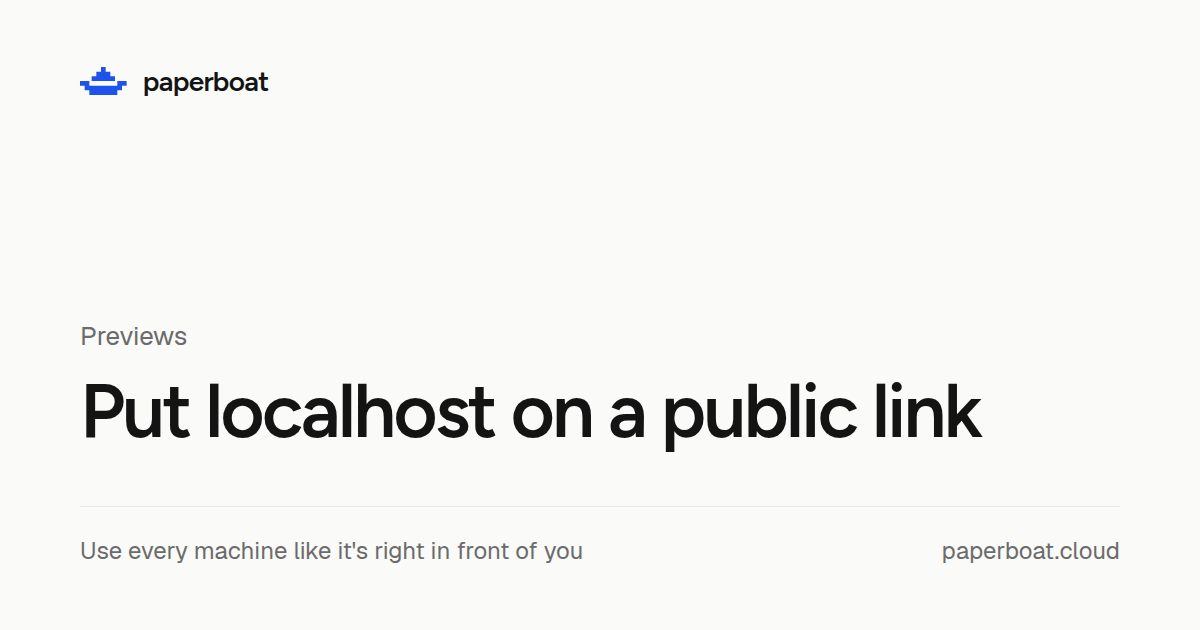 paperboat
Previews
Put localhost on a public link
Use every machine like it's right in front of you
paperboat.cloud